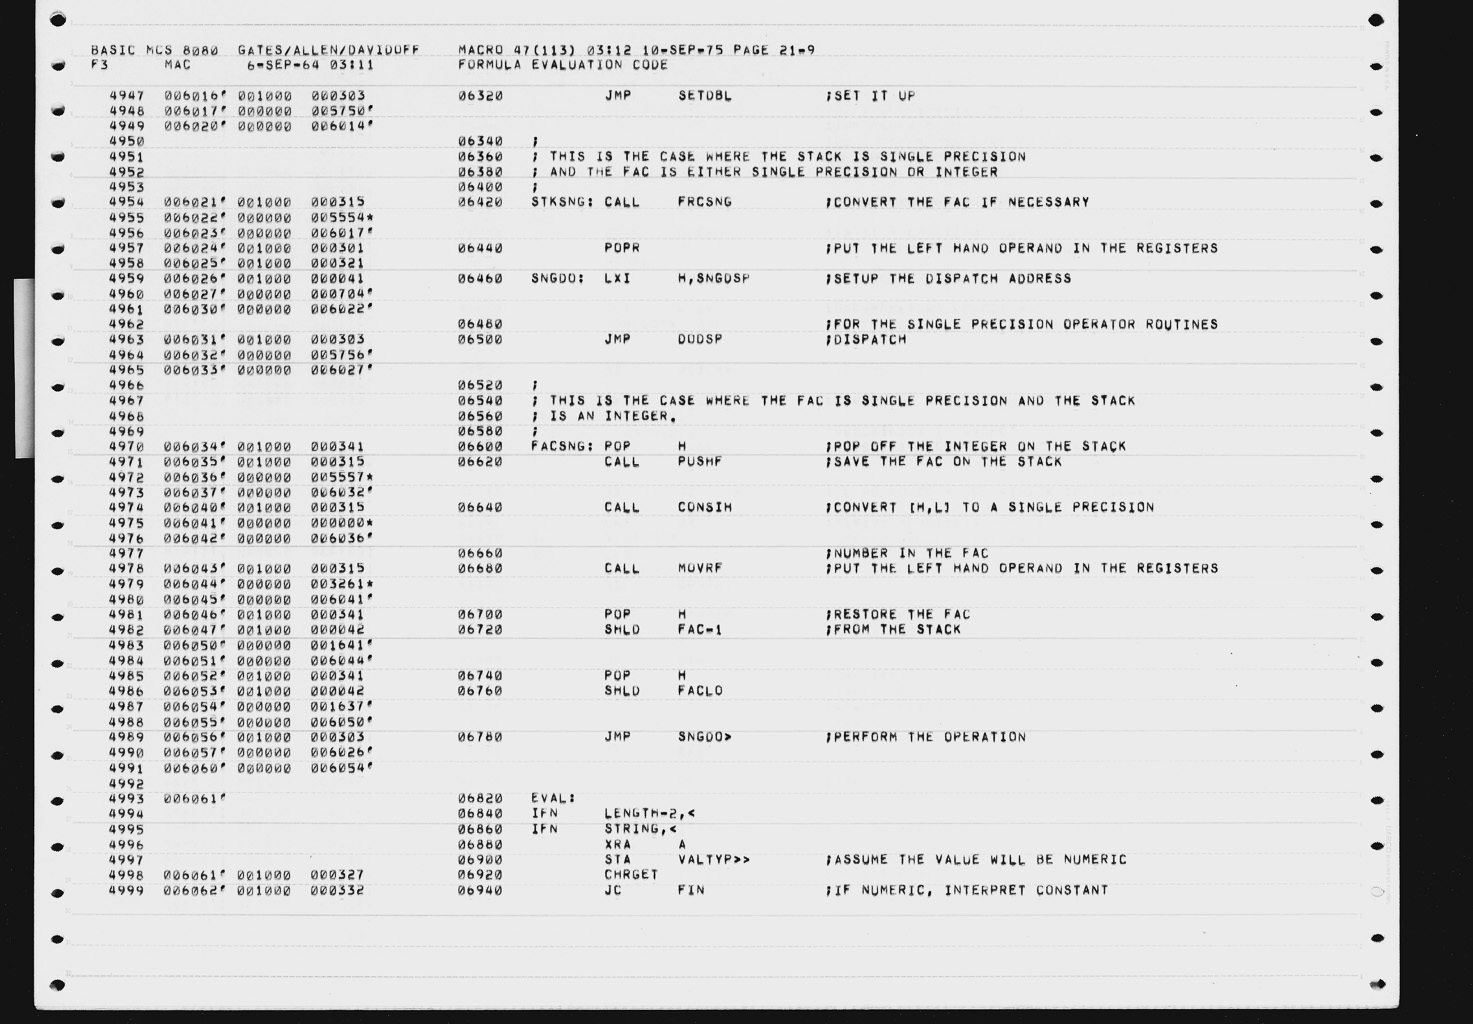 BASIC MCS 8080  GATES/ALLEN/DAVIDOFF  MACRO 47(113) 03:12 10-SEP-75 PAGE 21-9
F3  MAC  6-SEP-64 03:11  FORMULA EVALUATION CODE
4947 006016' 001000 000303 06320 JMP SETDBL ;SET IT UP
4948 006017' 000000 005750'
4949 006020' 000000 006014'
4950 06340 ;
4951 06360 ; THIS IS THE CASE WHERE THE STACK IS SINGLE PRECISION
4952 06380 ; AND THE FAC IS EITHER SINGLE PRECISION OR INTEGER
4953 06400 ;
4954 006021' 001000 000315 06420 STKSNG: CALL FRCSNG ;CONVERT THE FAC IF NECESSARY
4955 006022' 000000 005554*
4956 006023' 000000 006017'
4957 006024' 001000 000301 06440 POPR ;PUT THE LEFT HAND OPERAND IN THE REGISTERS
4958 006025' 001000 000321
4959 006026' 001000 000041 06460 SNGDO: LXI H,SNGDSP ;SETUP THE DISPATCH ADDRESS
4960 006027' 000000 000704'
4961 006030' 000000 006022'
4962 06480 ;FOR THE SINGLE PRECISION OPERATOR ROUTINES
4963 006031' 001000 000303 06500 JMP DODSP ;DISPATCH
4964 006032' 000000 005756'
4965 006033' 000000 006027'
4966 06520 ;
4967 06540 ; THIS IS THE CASE WHERE THE FAC IS SINGLE PRECISION AND THE STACK
4968 06560 ; IS AN INTEGER.
4969 06580 ;
4970 006034' 001000 000341 06600 FACSNG: POP H ;POP OFF THE INTEGER ON THE STACK
4971 006035' 001000 000315 06620 CALL PUSHF ;SAVE THE FAC ON THE STACK
4972 006036' 000000 005557*
4973 006037' 000000 006032'
4974 006040' 001000 000315 06640 CALL CONSIH ;CONVERT [H,L] TO A SINGLE PRECISION
4975 006041' 000000 000000*
4976 006042' 000000 006036'
4977 06660 ;NUMBER IN THE FAC
4978 006043' 001000 000315 06680 CALL MOVRF ;PUT THE LEFT HAND OPERAND IN THE REGISTERS
4979 006044' 000000 003261*
4980 006045' 000000 006041'
4981 006046' 001000 000341 06700 POP H ;RESTORE THE FAC
4982 006047' 001000 000042 06720 SHLD FAC-1 ;FROM THE STACK
4983 006050' 000000 001641'
4984 006051' 000000 006044'
4985 006052' 001000 000341 06740 POP H
4986 006053' 001000 000042 06760 SHLD FACLO
4987 006054' 000000 001637'
4988 006055' 000000 006050'
4989 006056' 001000 000303 06780 JMP SNGDO> ;PERFORM THE OPERATION
4990 006057' 000000 006026'
4991 006060' 000000 006054'
4992
4993 006061' 06820 EVAL:
4994 06840 IFN LENGTH-2,<
4995 06860 IFN STRING,<
4996 06880 XRA A
4997 06900 STA VALTYP>> ;ASSUME THE VALUE WILL BE NUMERIC
4998 006061' 001000 000327 06920 CHRGET
4999 006062' 001000 000332 06940 JC FIN ;IF NUMERIC, INTERPRET CONSTANT